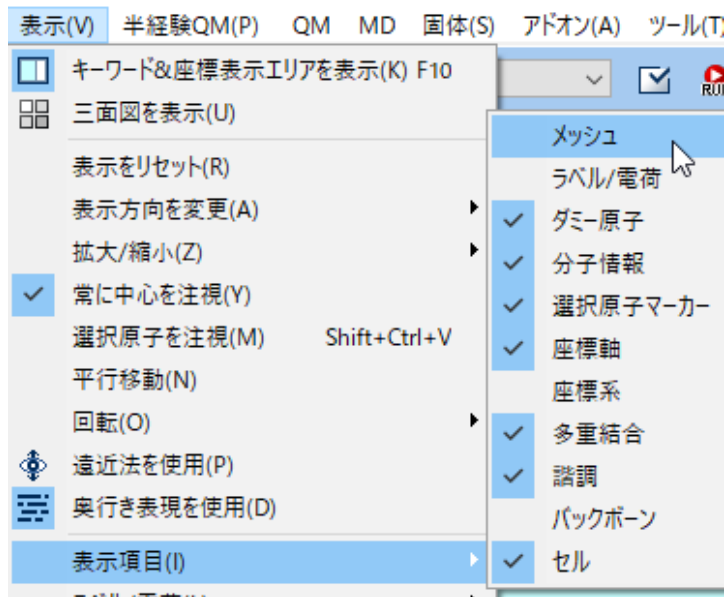 表示(V) 半経験QM(P) QM MD 固体(S) アドオン(A) ツール(T)
キーワード&座標表示エリアを表示(K) F10
三面図を表示(U)
表示をリセット(R)
表示方向を変更(A)
拡大/縮小(Z)
常に中心を注視(Y)
選択原子を注視(M) Shift+Ctrl+V
平行移動(N)
回転(O)
遠近法を使用(P)
奥行き表現を使用(D)
表示項目(I)
RUN
メッシュ
ラベル/電荷
ダミー原子
分子情報
選択原子マーカー
座標軸
座標系
多重結合
諧調
バックボーン
セル